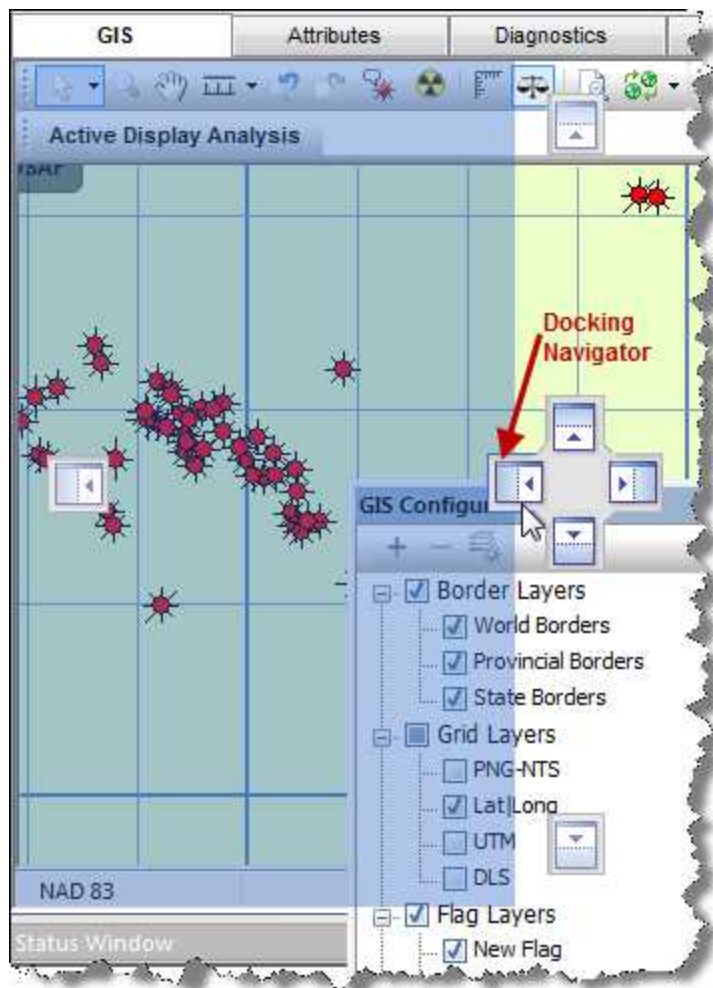 GIS
Attributes
Diagnostics
Active Display Analysis
Docking
Navigator
GIS
+ -
Border Layers
World Borders
Provincial Borders
State Borders
Grid Layers
PNG-NTS
Lat|Long
UTM
DLS
Flag Layers
New Flag
NAD 83
Status Window